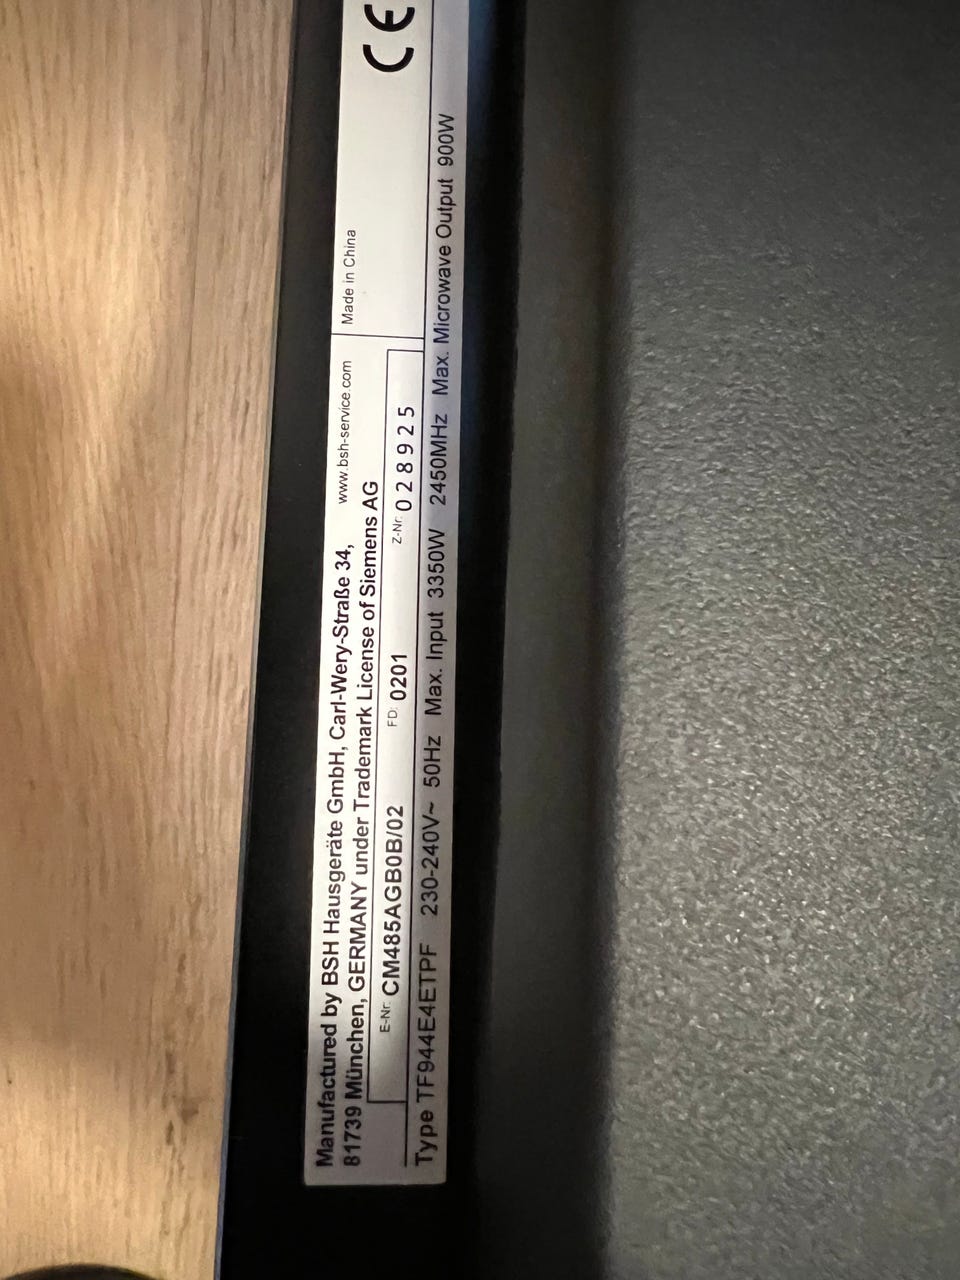 Manufactured by BSH Hausgeräte GmbH, Carl-Wery-Straße 34,
81739 München, GERMANY under Trademark License of Siemens AG
www.bsh-service.com
Made in China
CE
E-Nr. CM485AGB0B/02 FD: 0201 Z-Nr. 028925
Type TF944E4ETPF 230-240V~ 50Hz Max. Input 3350W 2450MHz Max. Microwave Output 900W